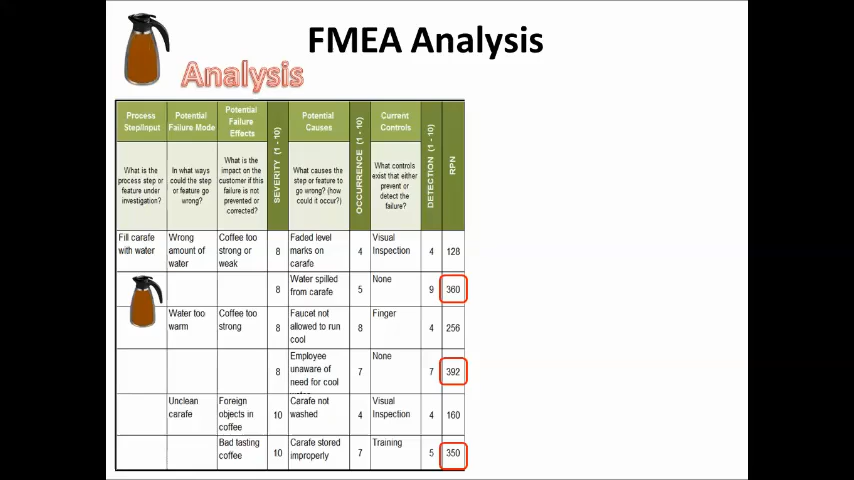 FMEA Analysis
Analysis
Process Step/Input
Potential Failure Mode
Potential Failure Effects
SEVERITY (1 - 10)
Potential Causes
OCCURRENCE (1 - 10)
Current Controls
DETECTION (1 - 10)
RPN
What is the process step or feature under investigation?
In what ways could the step or feature go wrong?
What is the impact on the customer if this failure is not prevented or corrected?
What causes the step or feature to go wrong? (how could it occur?)
What controls exist that either prevent or detect the failure?
Fill carafe with water
Wrong amount of water
Coffee too strong or weak
8
Faded level marks on carafe
4
Visual Inspection
4
128
8
Water spilled from carafe
5
None
9
360
Water too warm
Coffee too strong
8
Faucet not allowed to run cool
8
Finger
4
256
8
Employee unaware of need for cool
7
None
7
392
Unclean carafe
Foreign objects in coffee
10
Carafe not washed
4
Visual Inspection
4
160
Bad tasting coffee
10
Carafe stored improperly
7
Training
5
350